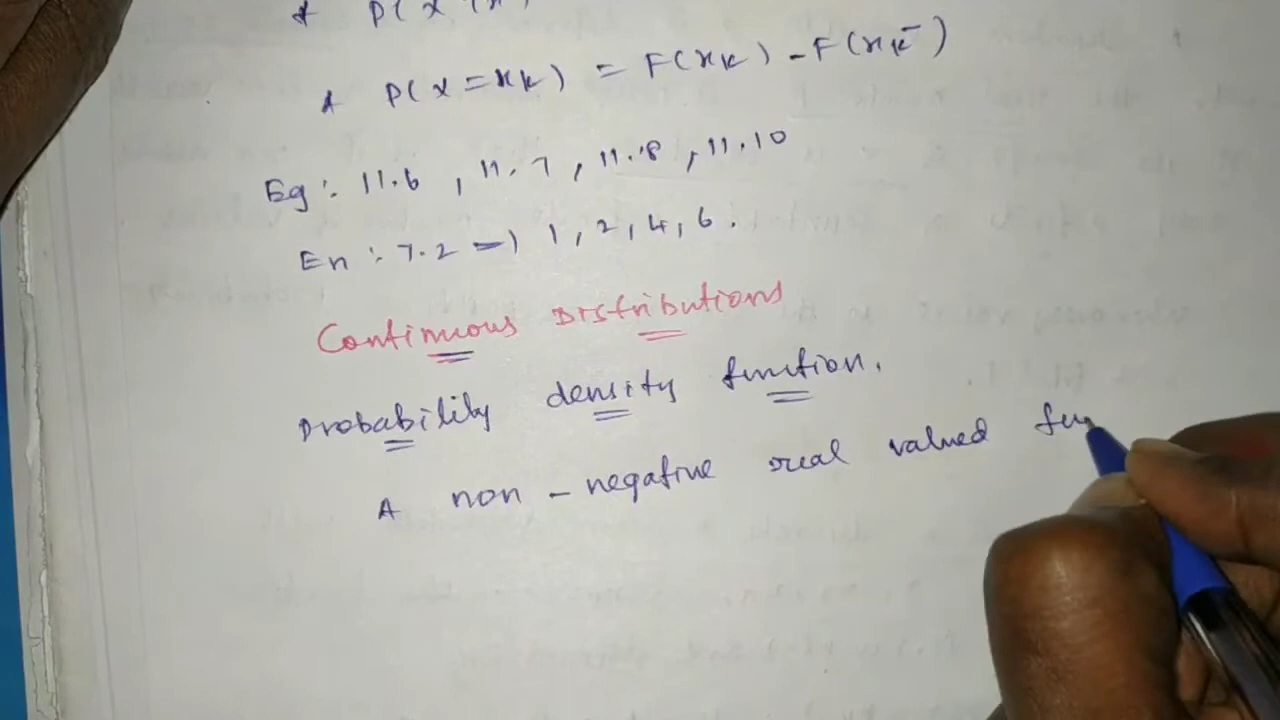 & P(X
& P(X=xk) = F(xk) - F(xk⁻)
Eg :- 11.6, 11.7, 11.8, 11.10
En : 7.2 → 1, 2, 4, 6.
Continuous Distributions
Probability density function.
A non-negative real valued fun